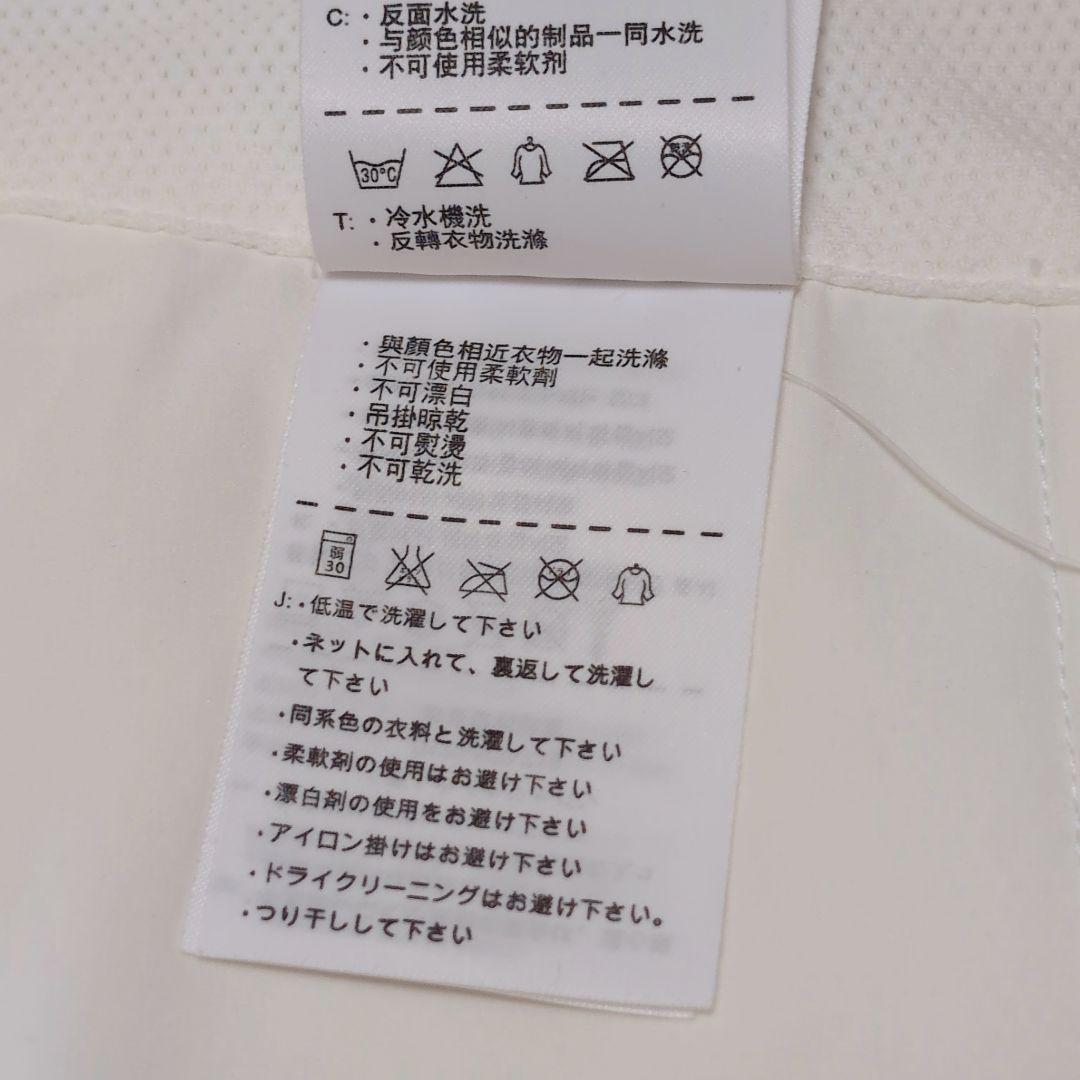 C: · 反面水洗
· 与颜色相似的制品一同水洗
· 不可使用柔软剂
30°C
T: · 冷水機洗
· 反轉衣物洗滌
· 與顏色相近衣物一起洗滌
· 不可使用柔軟劑
· 不可漂白
· 吊掛晾乾
· 不可熨燙
· 不可乾洗
弱
30
J: · 低温で洗濯して下さい
· ネットに入れて、裏返して洗濯し
て下さい
· 同系色の衣料と洗濯して下さい
· 柔軟剤の使用はお避け下さい
· 漂白剤の使用をお避け下さい
· アイロン掛けはお避け下さい
· ドライクリーニングはお避け下さい。
· つり干しして下さい